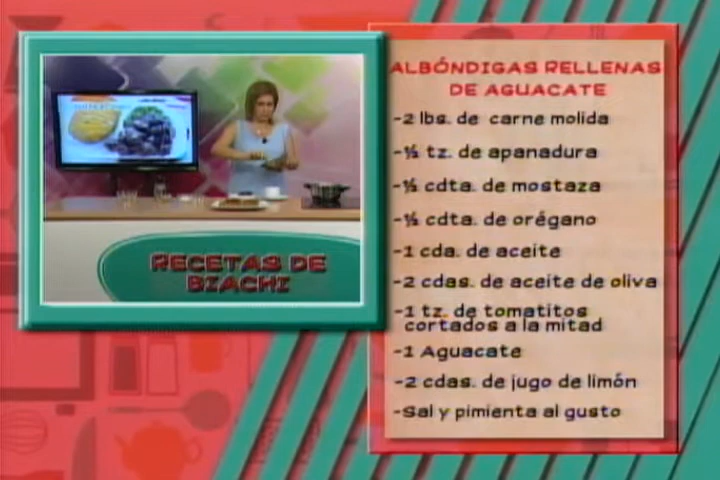 ALBÓNDIGAS RELLENAS
DE AGUACATE
-2 lbs. de carne molida
-½ tz. de apanadura
-½ cdta. de mostaza
-½ cdta. de orégano
-1 cda. de aceite
-2 cdas. de aceite de oliva
-1 tz. de tomatitos
cortados a la mitad
-1 Aguacate
-2 cdas. de jugo de limón
-Sal y pimienta al gusto
RECETAS DE
BIACHI